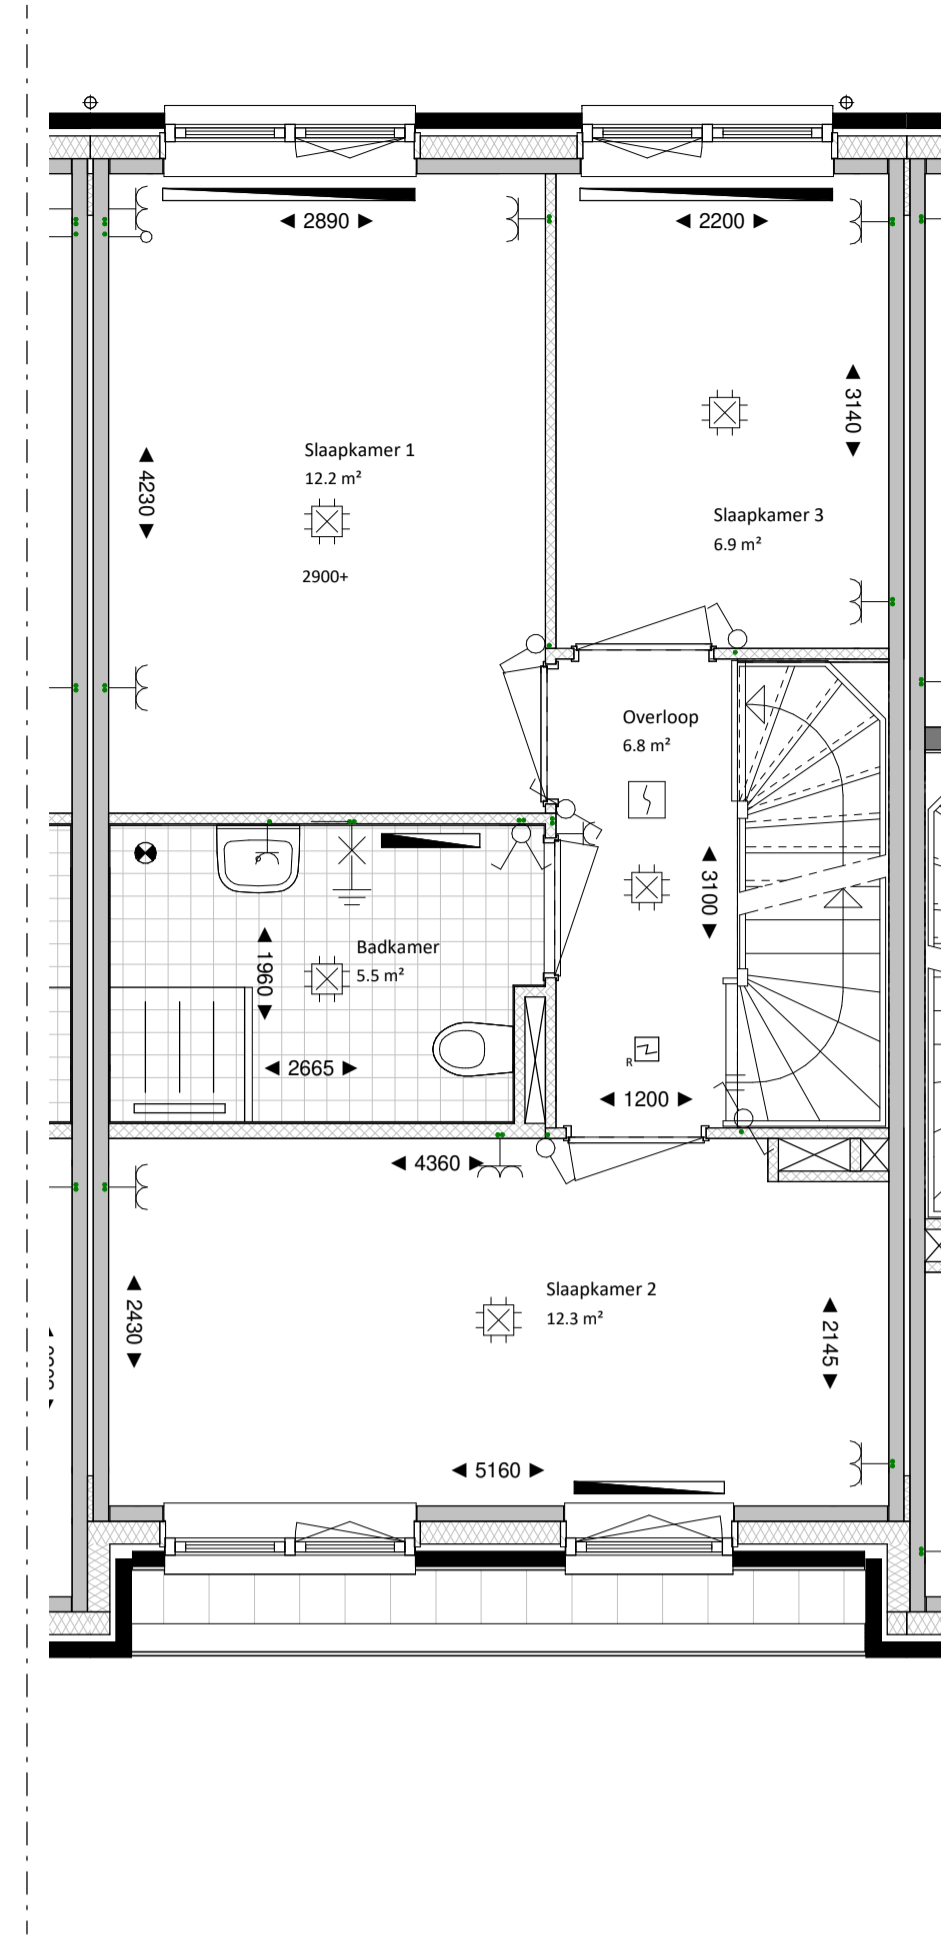 2890
2200
3140
4230
Slaapkamer 1
12.2 m²
2900+
Slaapkamer 3
6.9 m²
Overloop
6.8 m²
3100
1960
Badkamer
5.5 m²
2665
R
1200
4360
Slaapkamer 2
12.3 m²
2430
2145
5160